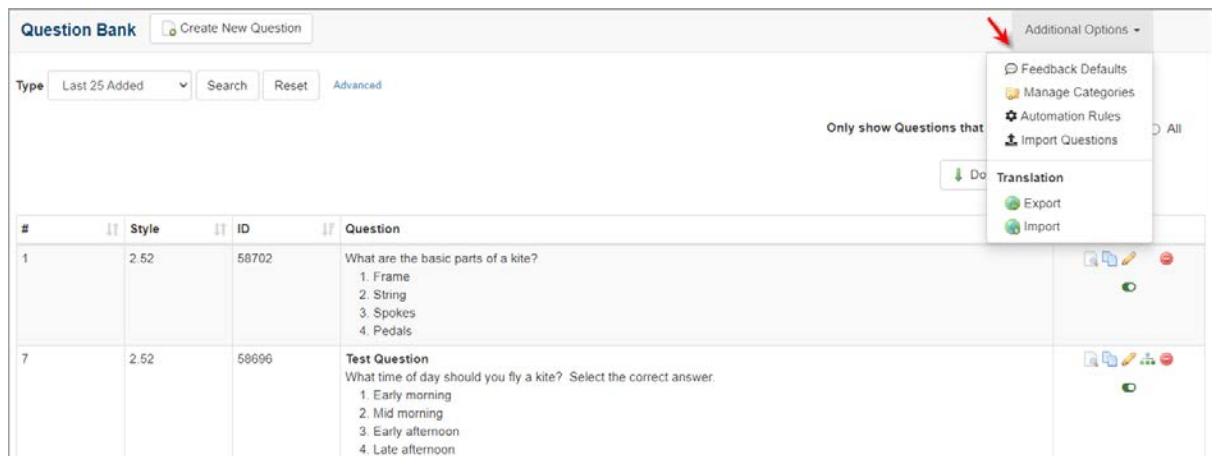 Question Bank Create New Question Additional Options
Type Last 25 Added Search Reset Advanced
Feedback Defaults
Manage Categories
Automation Rules
Import Questions
Only show Questions that All
Translation
Export
Import
# Style ID Question
1 2.52 58702 What are the basic parts of a kite?
1. Frame
2. String
3. Spokes
4. Pedals
7 2.52 58696 Test Question
What time of day should you fly a kite? Select the correct answer.
1. Early morning
2. Mid morning
3. Early afternoon
4. Late afternoon